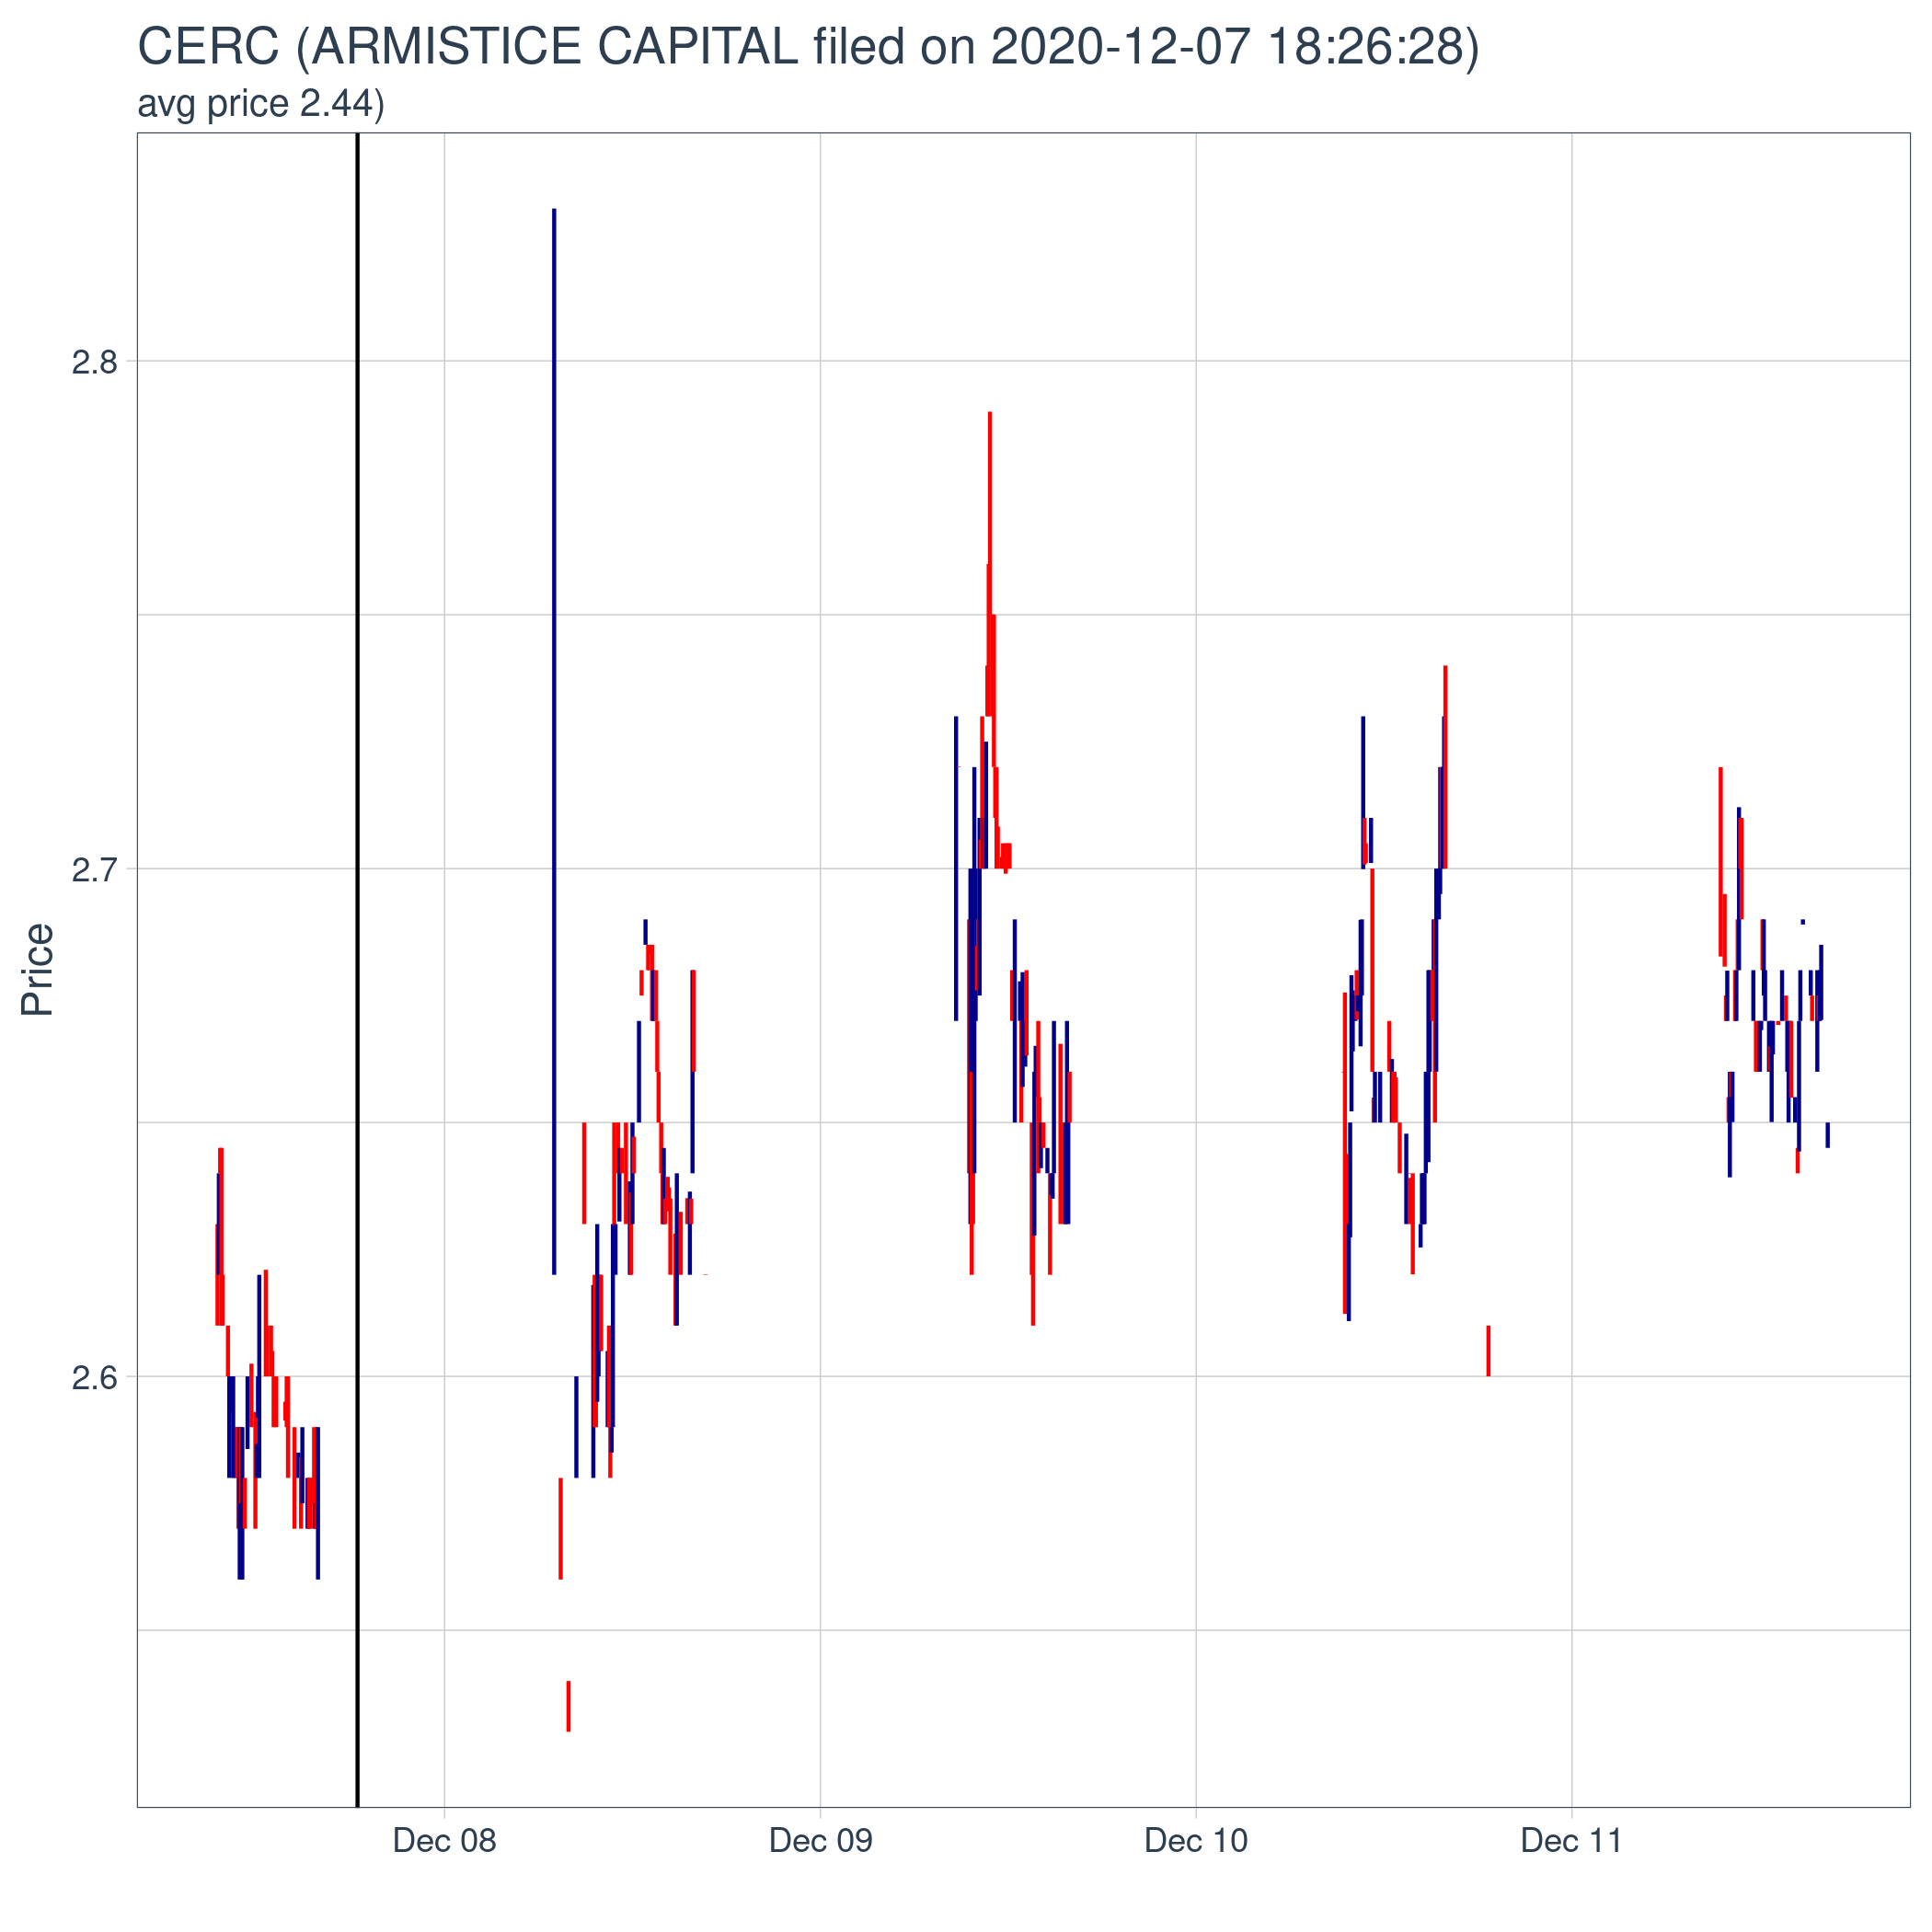 CERC (ARMISTICE CAPITAL filed on 2020-12-07 18:26:28)
avg price 2.44)
2.8
2.7
2.6
Price
Dec 08
Dec 09
Dec 10
Dec 11